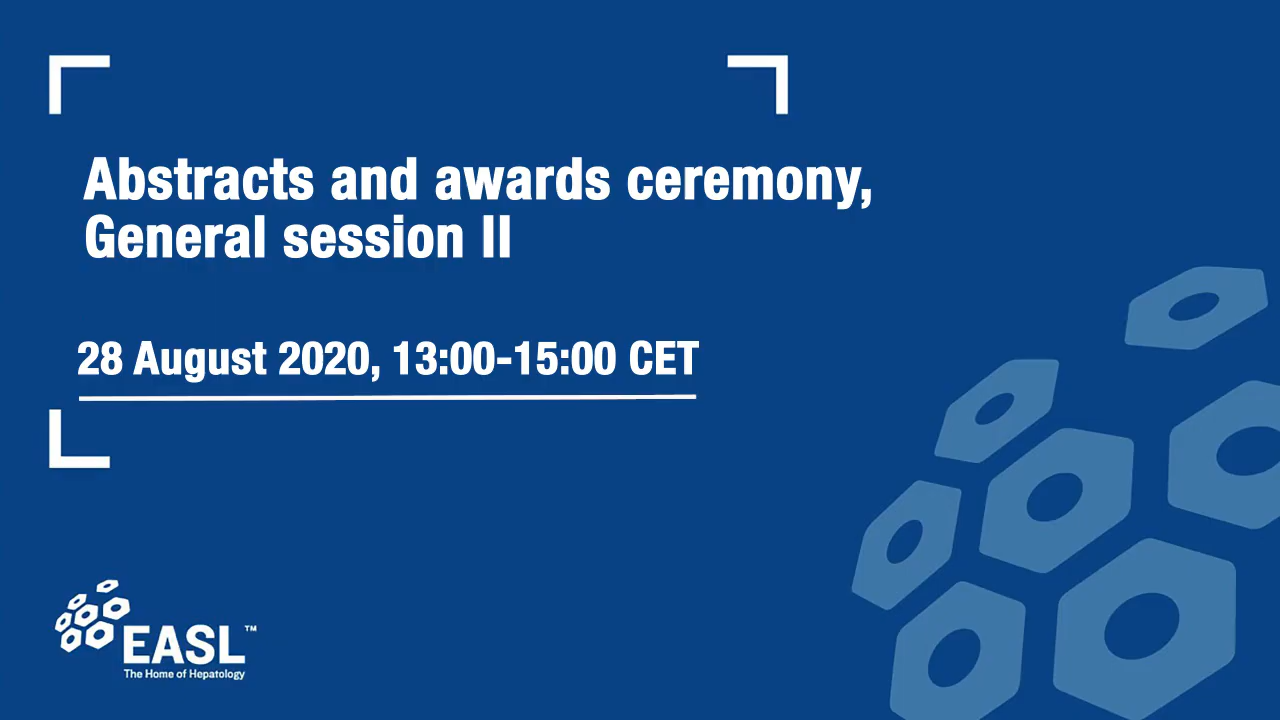 Abstracts and awards ceremony,
General session II
28 August 2020, 13:00-15:00 CET
EASL™
The Home of Hepatology